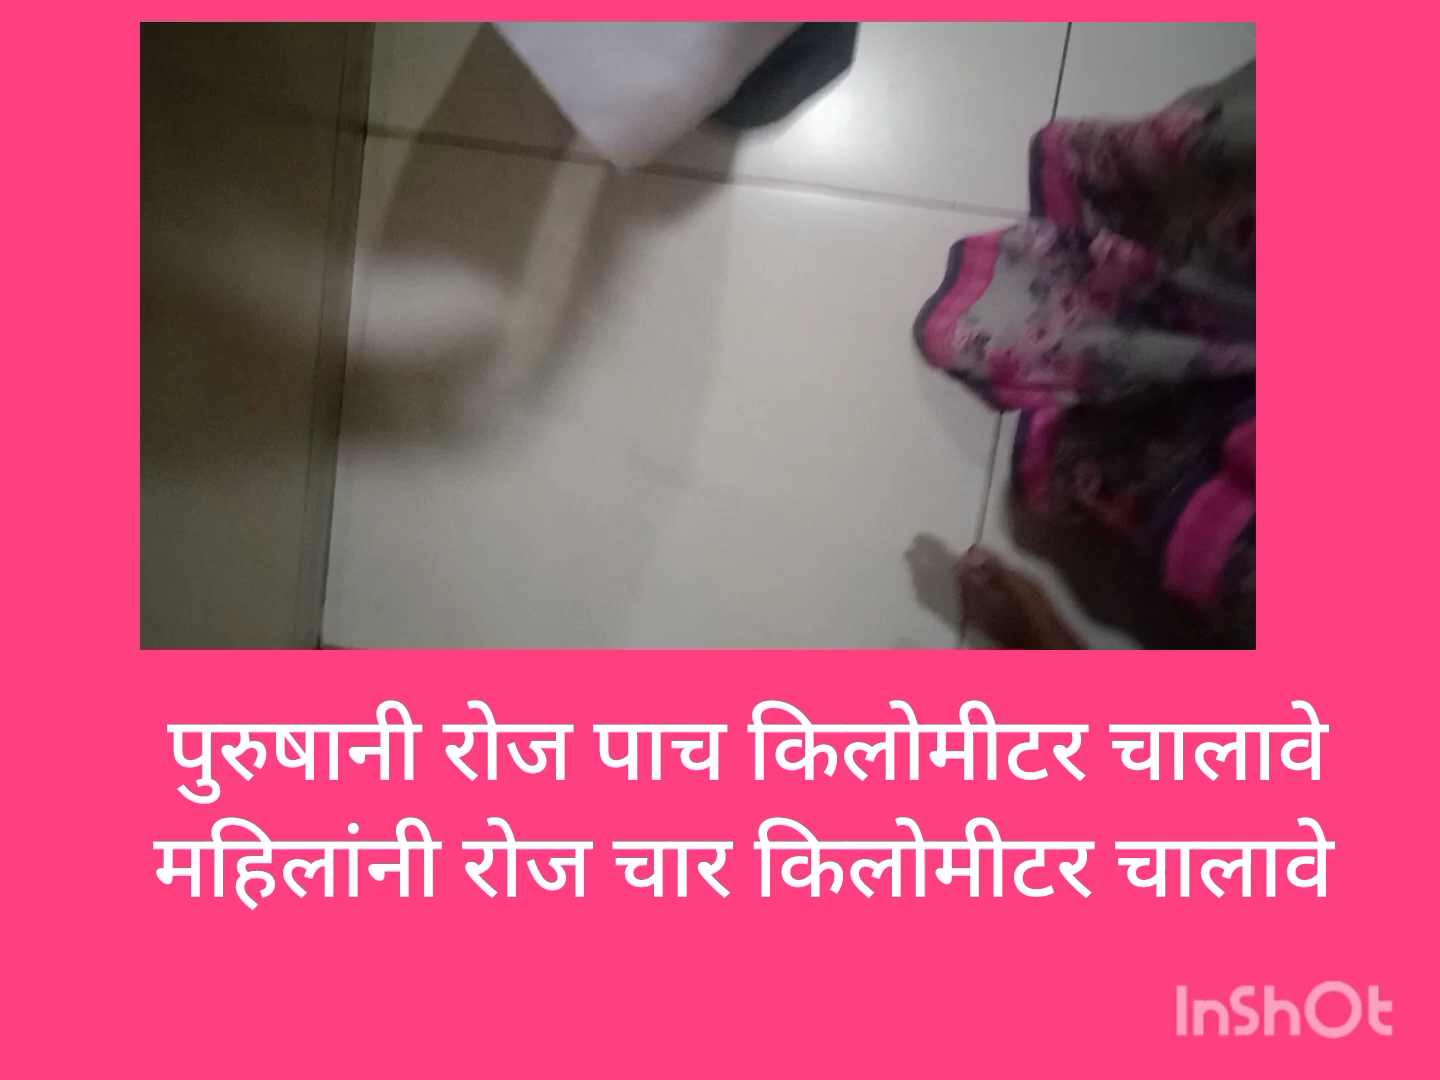 पुरुषानी रोज पाच किलोमीटर चालावे
महिलांनी रोज चार किलोमीटर चालावे
InShOt